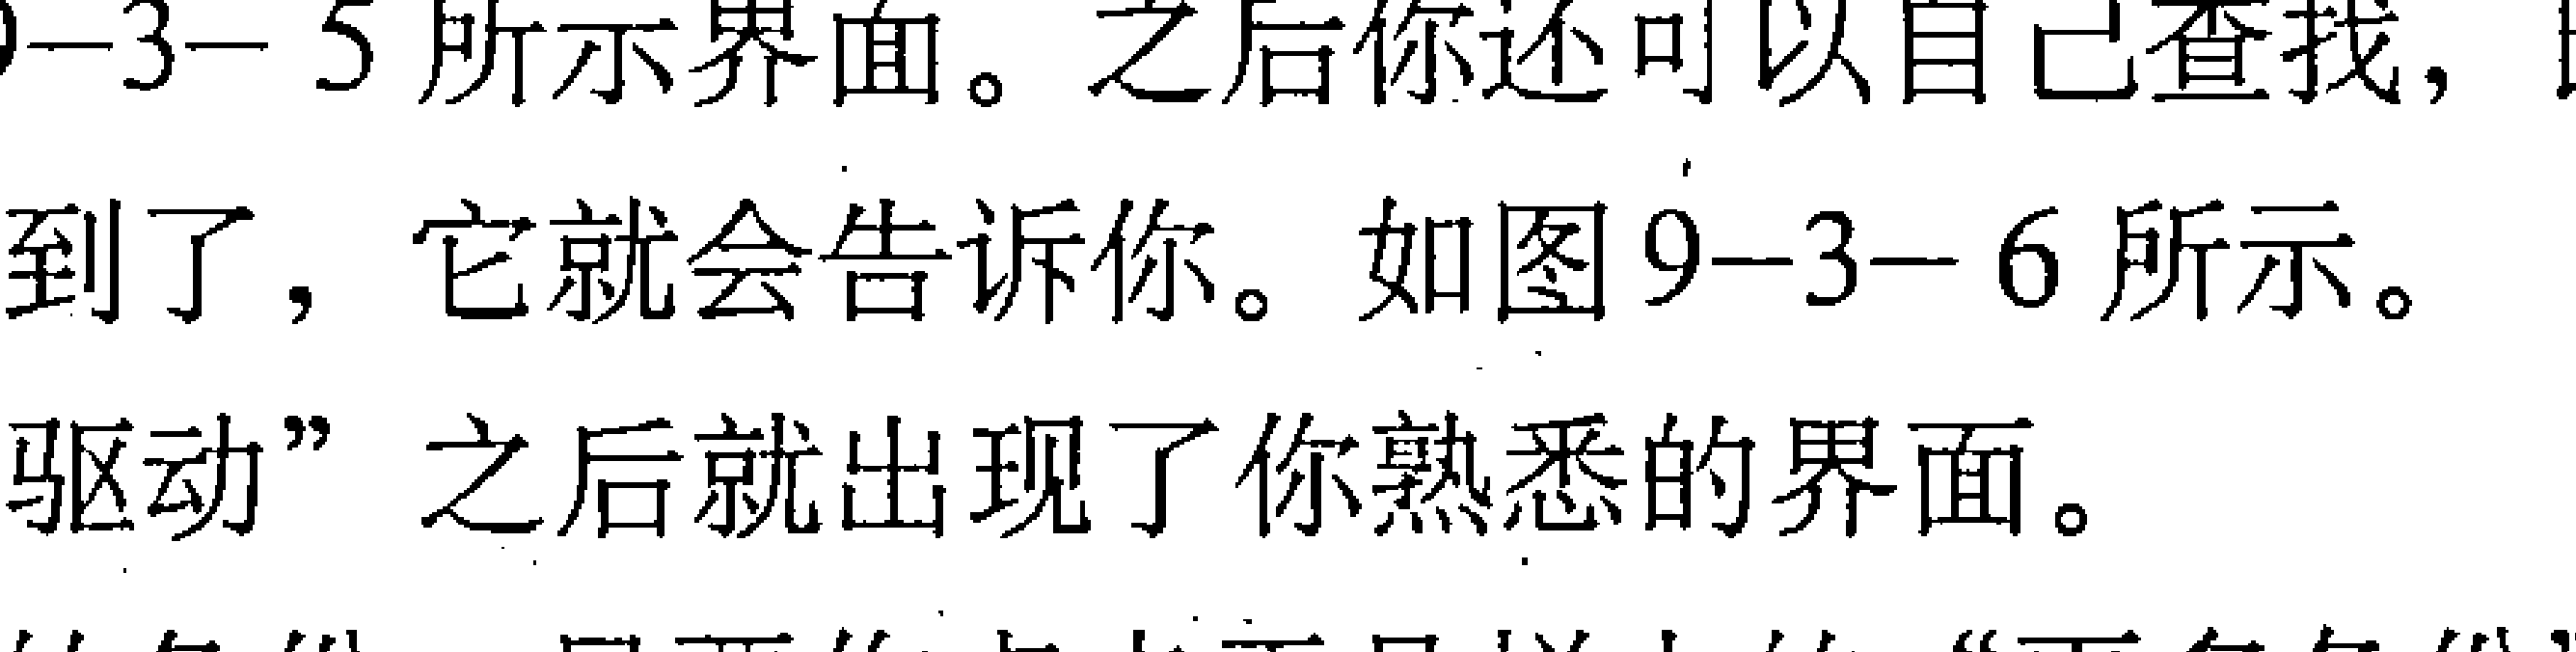 9-3-5 所示界面。之后你还可以自己查找，
到了，它就会告诉你。如图 9-3-6 所示。
驱动” 之后就出现了你熟悉的界面。